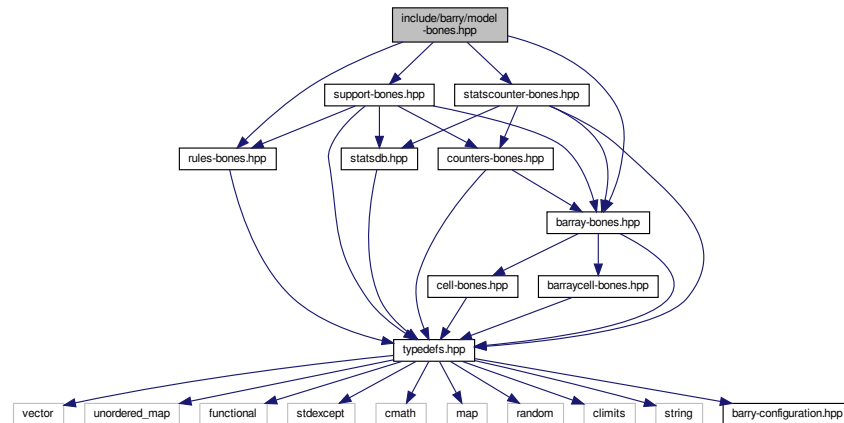 include/barry/model
-bones.hpp
support-bones.hpp
statscounter-bones.hpp
rules-bones.hpp
statsdb.hpp
counters-bones.hpp
barray-bones.hpp
cell-bones.hpp
barraycell-bones.hpp
typedefs.hpp
vector
unordered_map
functional
stdexcept
cmath
map
random
climits
string
barry-configuration.hpp